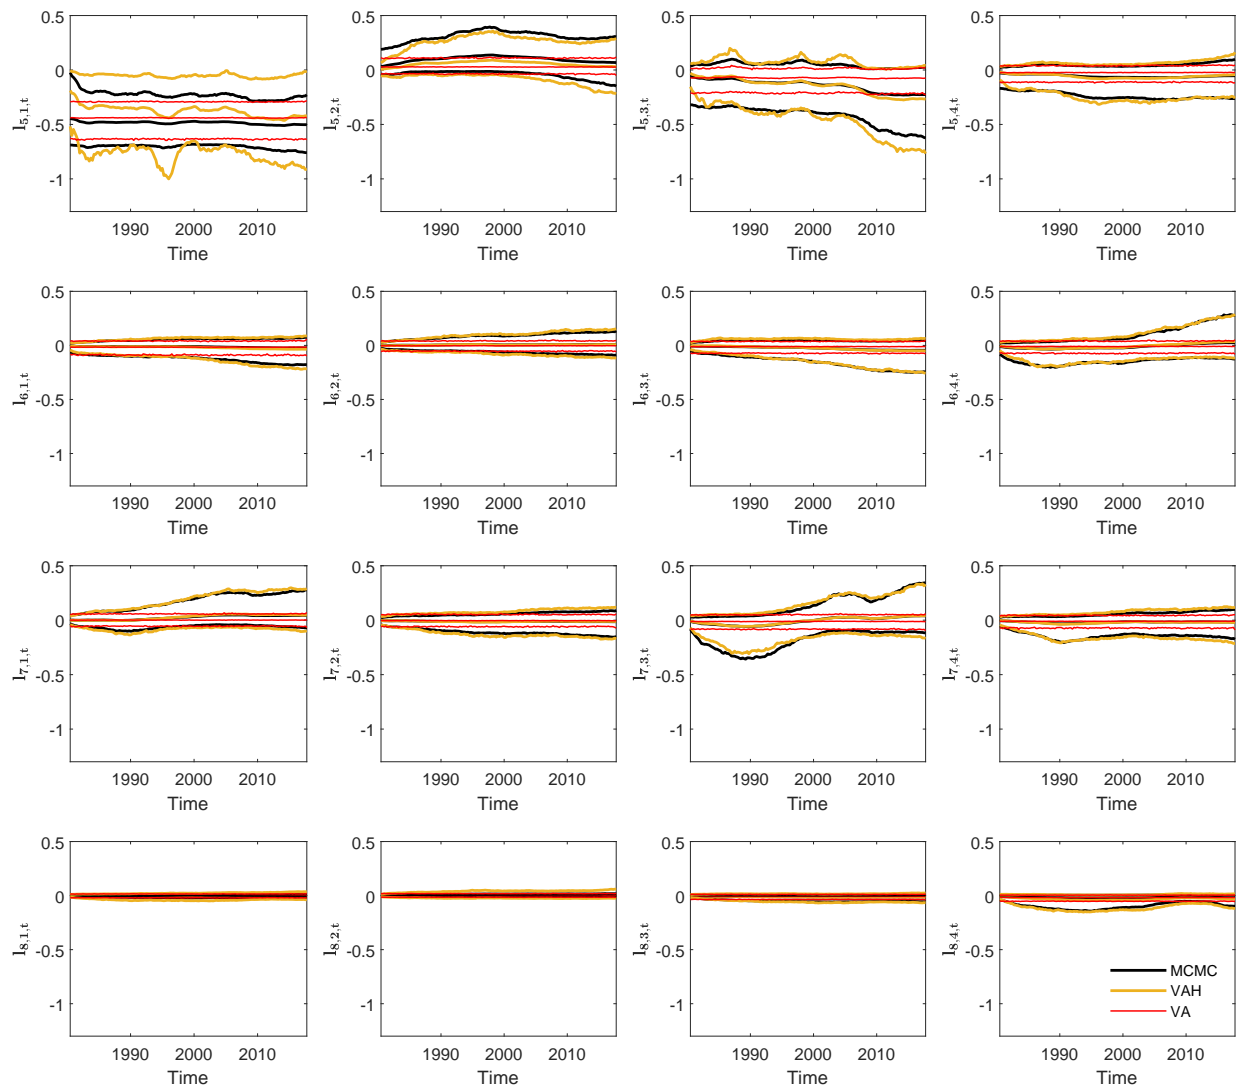 0.5 0.5 0.5 0.5
0 0 0 0
-0.5 -0.5 -0.5 -0.5
-1 -1 -1 -1
l5,1,t l5,2,t l5,3,t l5,4,t
1990 2000 2010 1990 2000 2010 1990 2000 2010 1990 2000 2010
Time Time Time Time
0.5 0.5 0.5 0.5
0 0 0 0
-0.5 -0.5 -0.5 -0.5
-1 -1 -1 -1
l6,1,t l6,2,t l6,3,t l6,4,t
1990 2000 2010 1990 2000 2010 1990 2000 2010 1990 2000 2010
Time Time Time Time
0.5 0.5 0.5 0.5
0 0 0 0
-0.5 -0.5 -0.5 -0.5
-1 -1 -1 -1
l7,1,t l7,2,t l7,3,t l7,4,t
1990 2000 2010 1990 2000 2010 1990 2000 2010 1990 2000 2010
Time Time Time Time
0.5 0.5 0.5 0.5
0 0 0 0
-0.5 -0.5 -0.5 -0.5
-1 -1 -1 -1
l8,1,t l8,2,t l8,3,t l8,4,t
MCMC
VAH
VA
1990 2000 2010 1990 2000 2010 1990 2000 2010 1990 2000 2010
Time Time Time Time